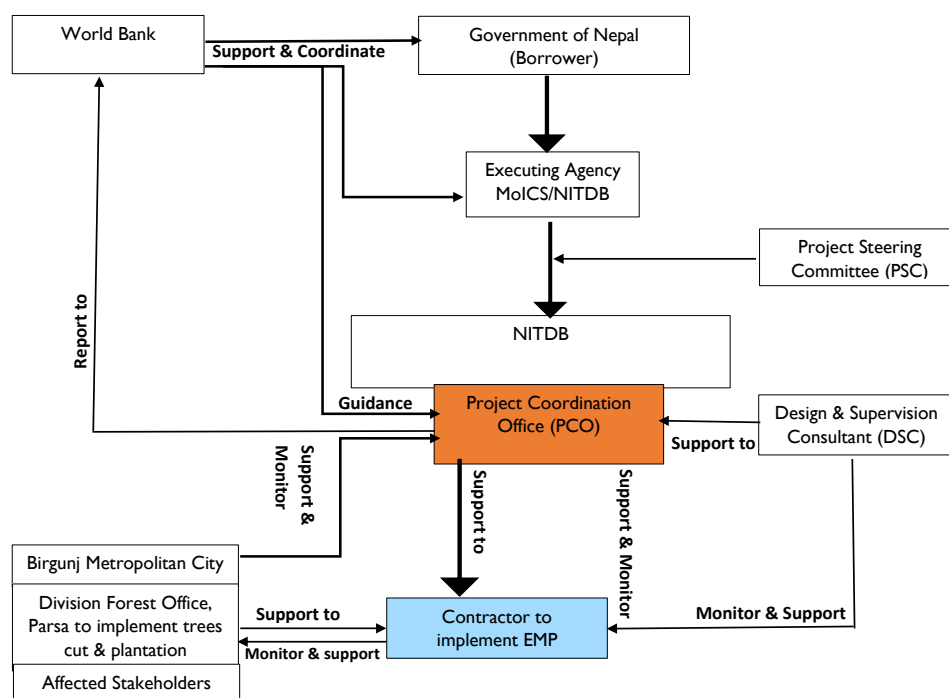 World Bank
Support & Coordinate
Government of Nepal
(Borrower)
Executing Agency
MoICS/NITDB
Project Steering
Committee (PSC)
Report to
NITDB
Guidance
Project Coordination
Office (PCO)
Support to
Design & Supervision
Consultant (DSC)
Support &
Monitor
Support to
Support & Monitor
Birgunj Metropolitan City
Division Forest Office,
Parsa to implement trees
cut & plantation
Affected Stakeholders
Support to
Monitor & support
Contractor to
implement EMP
Monitor & Support